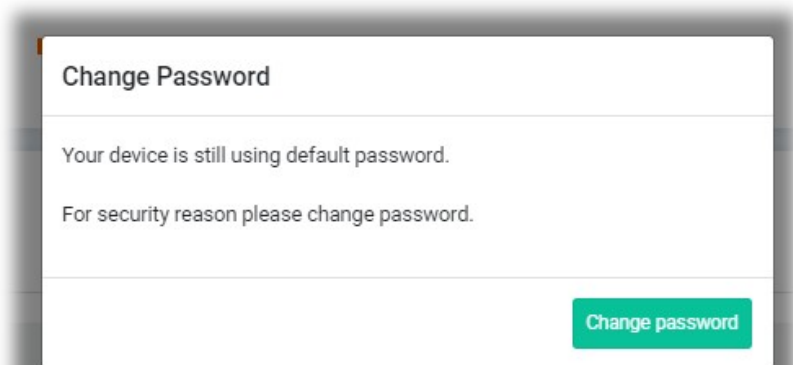 Change Password
Your device is still using default password.
For security reason please change password.
Change password